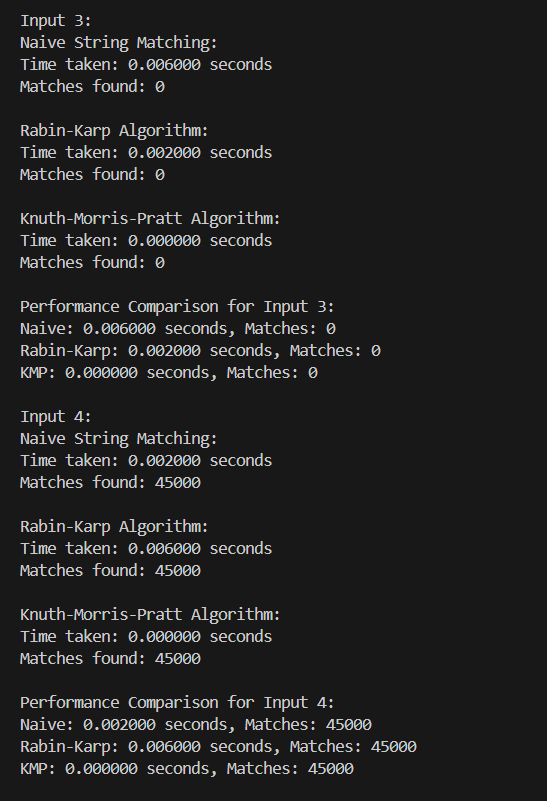 Input 3:
Naive String Matching:
Time taken: 0.006000 seconds
Matches found: 0
Rabin-Karp Algorithm:
Time taken: 0.002000 seconds
Matches found: 0
Knuth-Morris-Pratt Algorithm:
Time taken: 0.000000 seconds
Matches found: 0
Performance Comparison for Input 3:
Naive: 0.006000 seconds, Matches: 0
Rabin-Karp: 0.002000 seconds, Matches: 0
KMP: 0.000000 seconds, Matches: 0
Input 4:
Naive String Matching:
Time taken: 0.002000 seconds
Matches found: 45000
Rabin-Karp Algorithm:
Time taken: 0.006000 seconds
Matches found: 45000
Knuth-Morris-Pratt Algorithm:
Time taken: 0.000000 seconds
Matches found: 45000
Performance Comparison for Input 4:
Naive: 0.002000 seconds, Matches: 45000
Rabin-Karp: 0.006000 seconds, Matches: 45000
KMP: 0.000000 seconds, Matches: 45000